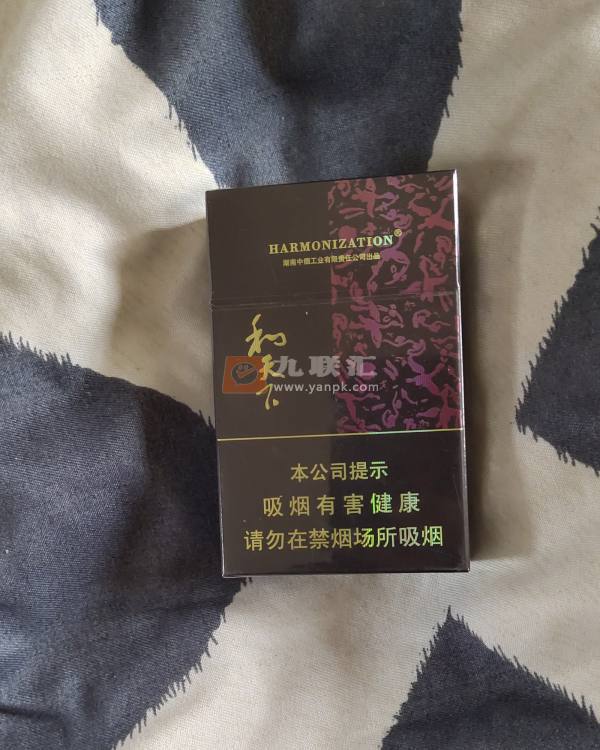 HARMONIZATION®
湖南中烟工业有限责任公司出品
和天下
九联汇
www.yanpk.com
本公司提示
吸烟有害健康
请勿在禁烟场所吸烟